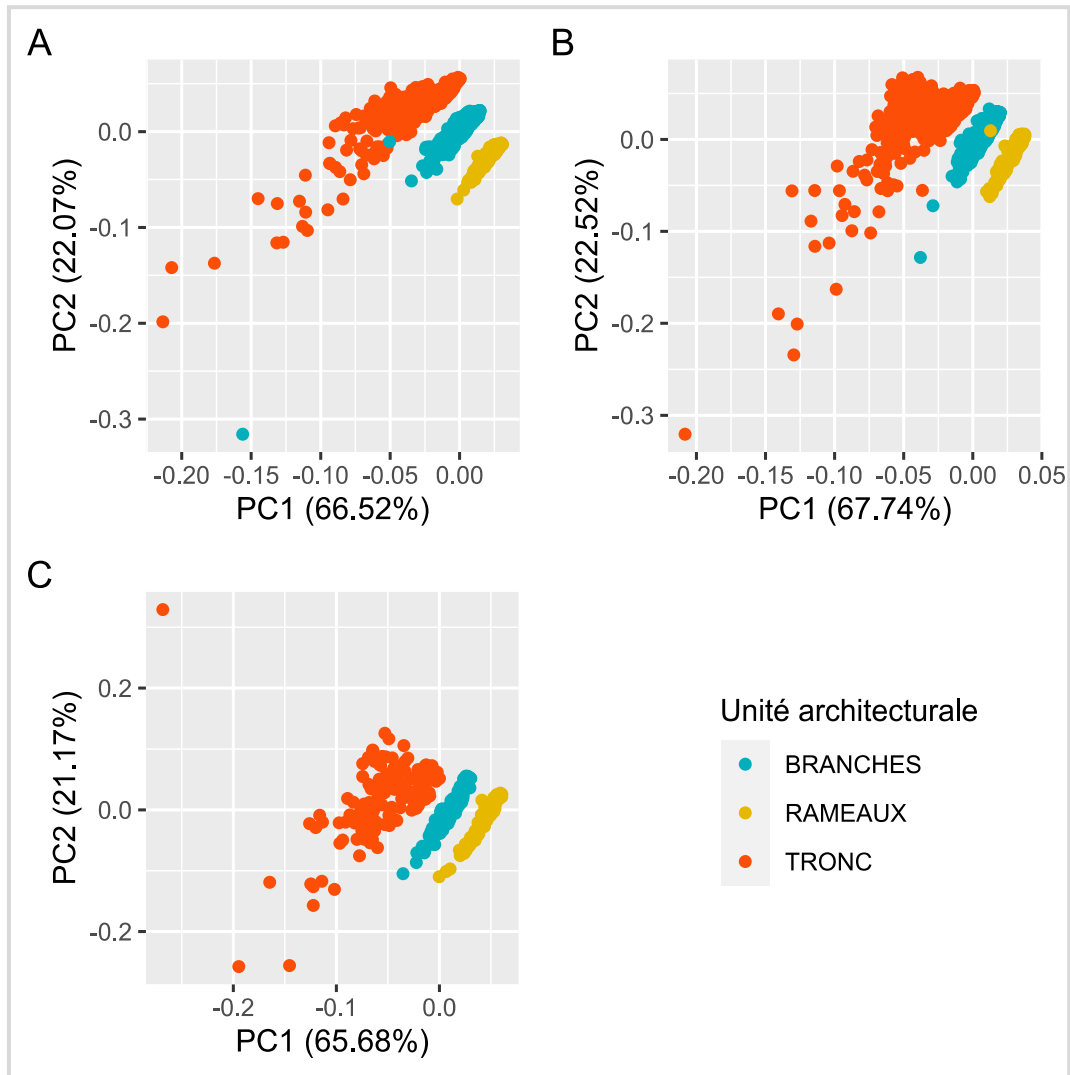 A
B
0.0
-0.1
-0.2
-0.3
PC2 (22.07%)
-0.20
-0.15
-0.10
-0.05
0.00
PC1 (66.52%)
0.0
-0.1
-0.2
-0.3
PC2 (22.52%)
-0.20
-0.15
-0.10
-0.05
0.00
0.05
PC1 (67.74%)
C
0.2
0.0
-0.2
PC2 (21.17%)
-0.2
-0.1
0.0
PC1 (65.68%)
Unité architecturale
BRANCHES
RAMEAUX
TRONC